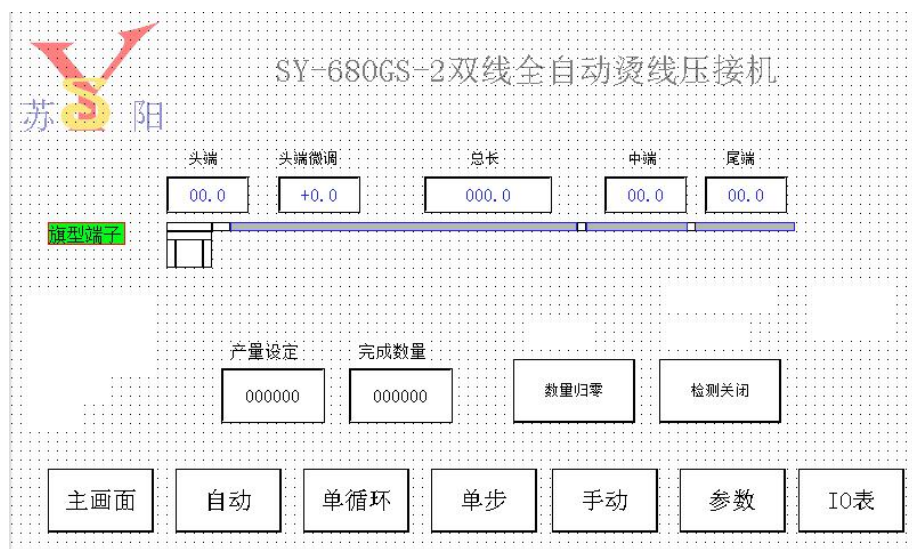 SY-680GS-2双线全自动烫线压接机
苏 阳
头端 头端微调 总长 中端 尾端
00.0 +0.0 000.0 00.0 00.0
旗型端子
产量设定 完成数量
000000 000000 数量归零 检测关闭
主画面 自动 单循环 单步 手动 参数 IO表